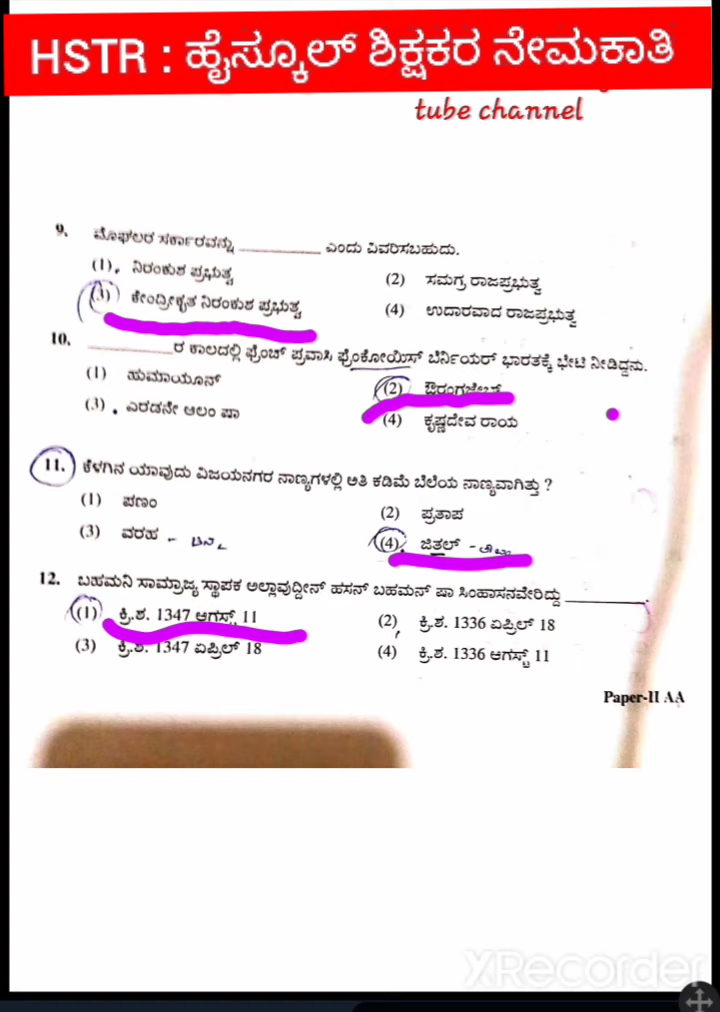 HSTR : ಹೈಸ್ಕೂಲ್ ಶಿಕ್ಷಕರ ನೇಮಕಾತಿ
tube channel
9. ಮೊಘಲರ ಸರ್ಕಾರವನ್ನು __________ ಎಂದು ವಿವರಿಸಬಹುದು.
(1) ನಿರಂಕುಶ ಪ್ರಭುತ್ವ (2) ಸಮಗ್ರ ರಾಜಪ್ರಭುತ್ವ
(3) ಕೇಂದ್ರೀಕೃತ ನಿರಂಕುಶ ಪ್ರಭುತ್ವ (4) ಉದಾರವಾದ ರಾಜಪ್ರಭುತ್ವ
10. __________ರ ಕಾಲದಲ್ಲಿ ಫ್ರೆಂಚ್ ಪ್ರವಾಸಿ ಫ್ರೆಂಕೋಯಿಸ್ ಬೆರ್ನಿಯರ್ ಭಾರತಕ್ಕೆ ಭೇಟಿ ನೀಡಿದ್ದನು.
(1) ಹುಮಾಯೂನ್ (2) ಔರಂಗಜೇಬ್
(3) ಎರಡನೇ ಆಲಂ ಷಾ (4) ಕೃಷ್ಣದೇವ ರಾಯ
11. ಕೆಳಗಿನ ಯಾವುದು ವಿಜಯನಗರ ನಾಣ್ಯಗಳಲ್ಲಿ ಅತಿ ಕಡಿಮೆ ಬೆಲೆಯ ನಾಣ್ಯವಾಗಿತ್ತು ?
(1) ಪಣಂ (2) ಪ್ರತಾಪ
(3) ವರಹ - (4) ಜಿತಲ್ -
12. ಬಹಮನಿ ಸಾಮ್ರಾಜ್ಯ ಸ್ಥಾಪಕ ಅಲ್ಲಾವುದ್ದೀನ್ ಹಸನ್ ಬಹಮನ್ ಷಾ ಸಿಂಹಾಸನವೇರಿದ್ದು __________.
(1) ಕ್ರಿ.ಶ. 1347 ಆಗಸ್ಟ್ 11 (2) ಕ್ರಿ.ಶ. 1336 ಏಪ್ರಿಲ್ 18
(3) ಕ್ರಿ.ಶ. 1347 ಏಪ್ರಿಲ್ 18 (4) ಕ್ರಿ.ಶ. 1336 ಆಗಸ್ಟ್ 11
Paper-II AA
XRecorder